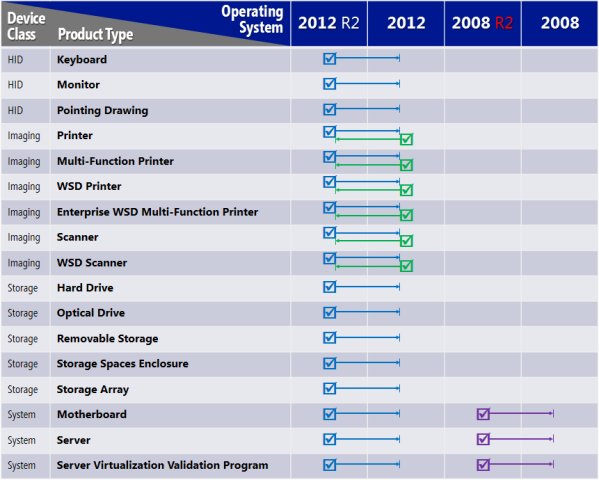 Device Class Product Type Operating System 2012 R2 2012 2008 R2 2008
HID Keyboard
HID Monitor
HID Pointing Drawing
Imaging Printer
Imaging Multi-Function Printer
Imaging WSD Printer
Imaging Enterprise WSD Multi-Function Printer
Imaging Scanner
Imaging WSD Scanner
Storage Hard Drive
Storage Optical Drive
Storage Removable Storage
Storage Storage Spaces Enclosure
Storage Storage Array
System Motherboard
System Server
System Server Virtualization Validation Program